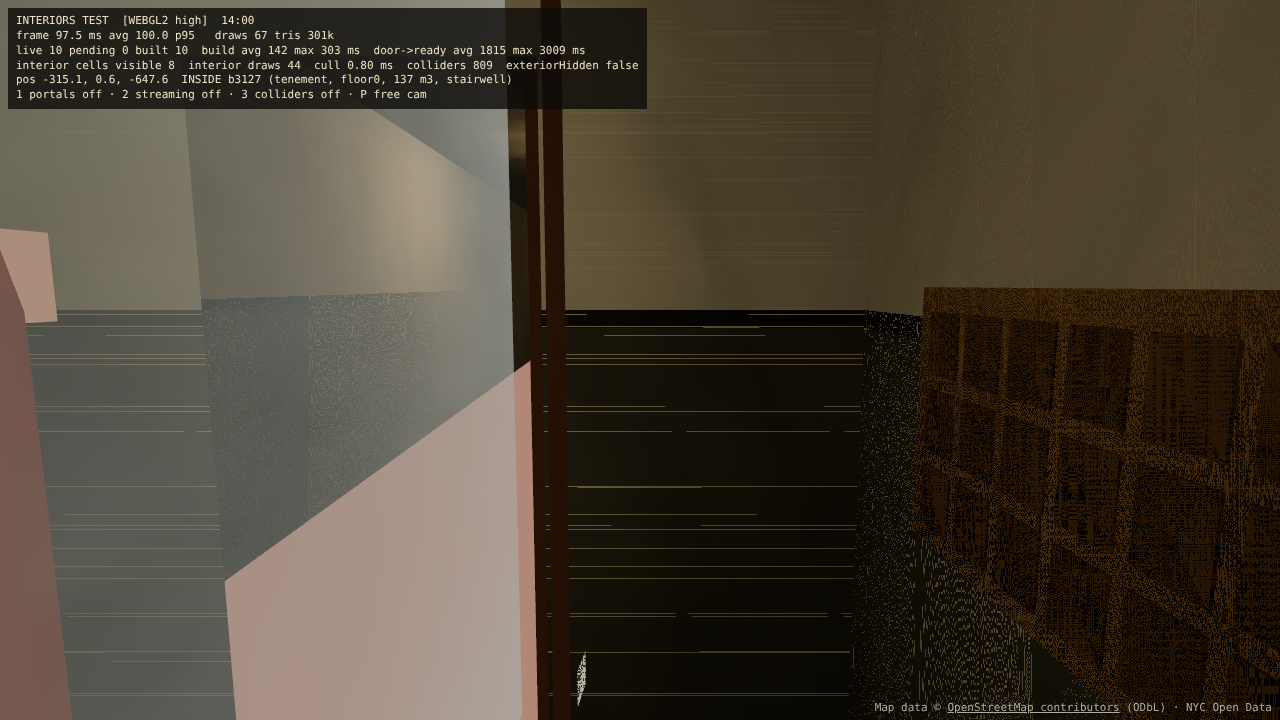 INTERIORS TEST  [WEBGL2 high]  14:00
frame 97.5 ms avg 100.0 p95   draws 67 tris 301k
live 10 pending 0 built 10  build avg 142 max 303 ms  door->ready avg 1815 max 3009 ms
interior cells visible 8  interior draws 44  cull 0.80 ms  colliders 809  exteriorHidden false
pos -315.1, 0.6, -647.6  INSIDE b3127 (tenement, floor0, 137 m3, stairwell)
1 portals off · 2 streaming off · 3 colliders off · P free cam
Map data © OpenStreetMap contributors (ODbL) · NYC Open Data